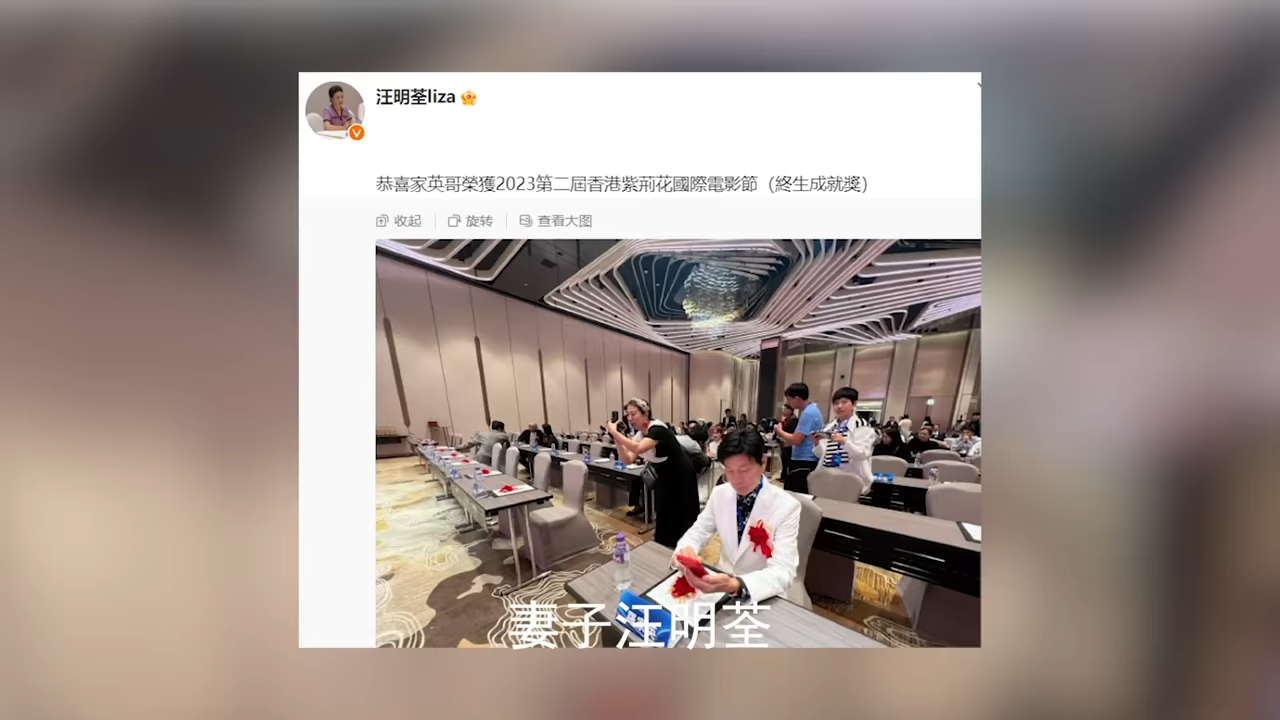 汪明荃liza
恭喜家英哥榮獲2023第二屆香港紫荊花國際電影節（終生成就獎）
收起
旋转
查看大图
妻子汪明荃